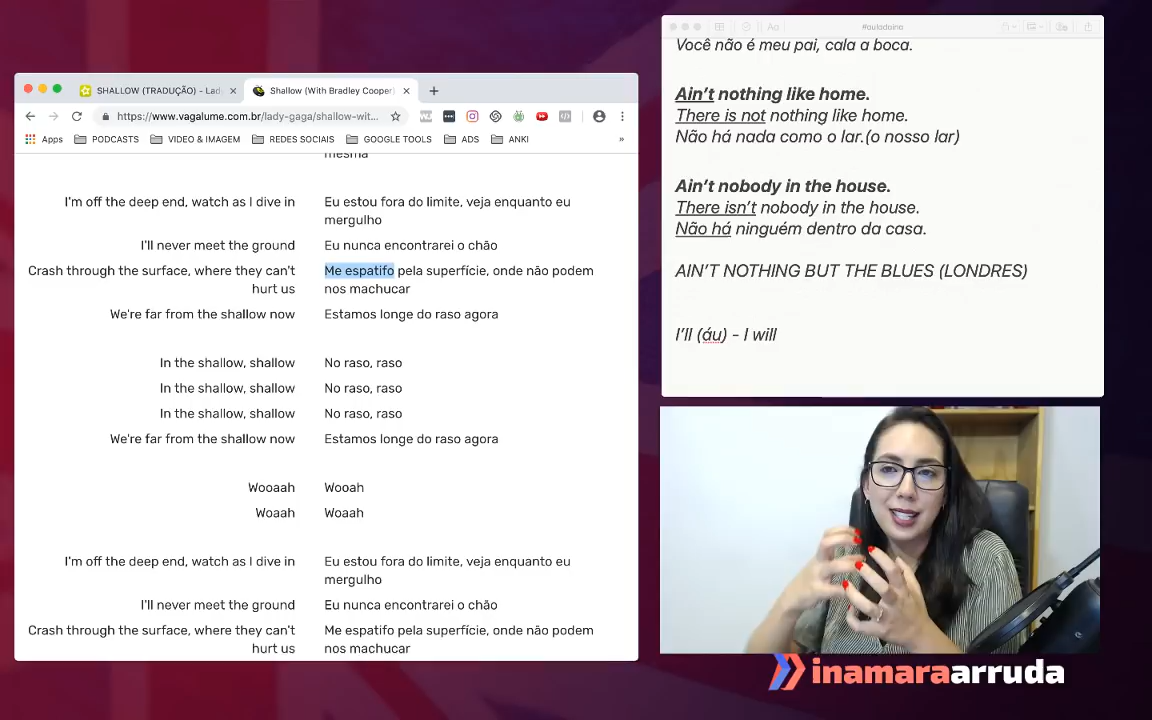 SHALLOW (TRADUÇÃO) - Lad
Shallow (With Bradley Cooper)
https://www.vagalume.com.br/lady-gaga/shallow-wit...
Apps
PODCASTS
VIDEO & IMAGEM
REDES SOCIAIS
GOOGLE TOOLS
ADS
ANKI
»
mesma
I'm off the deep end, watch as I dive in
Eu estou fora do limite, veja enquanto eu
mergulho
I'll never meet the ground
Eu nunca encontrarei o chão
Crash through the surface, where they can't
hurt us
Me espatifo pela superfície, onde não podem
nos machucar
We're far from the shallow now
Estamos longe do raso agora
In the shallow, shallow
No raso, raso
In the shallow, shallow
No raso, raso
In the shallow, shallow
No raso, raso
We're far from the shallow now
Estamos longe do raso agora
Wooaah
Wooah
Woaah
Woaah
I'm off the deep end, watch as I dive in
Eu estou fora do limite, veja enquanto eu
mergulho
I'll never meet the ground
Eu nunca encontrarei o chão
Crash through the surface, where they can't
hurt us
Me espatifo pela superfície, onde não podem
nos machucar
Aa
#auladaina
Você não é meu pai, cala a boca.
Ain't nothing like home.
There is not nothing like home.
Não há nada como o lar.(o nosso lar)
Ain't nobody in the house.
There isn't nobody in the house.
Não há ninguém dentro da casa.
AIN'T NOTHING BUT THE BLUES (LONDRES)
I'll (áu) - I will
inamaraarruda